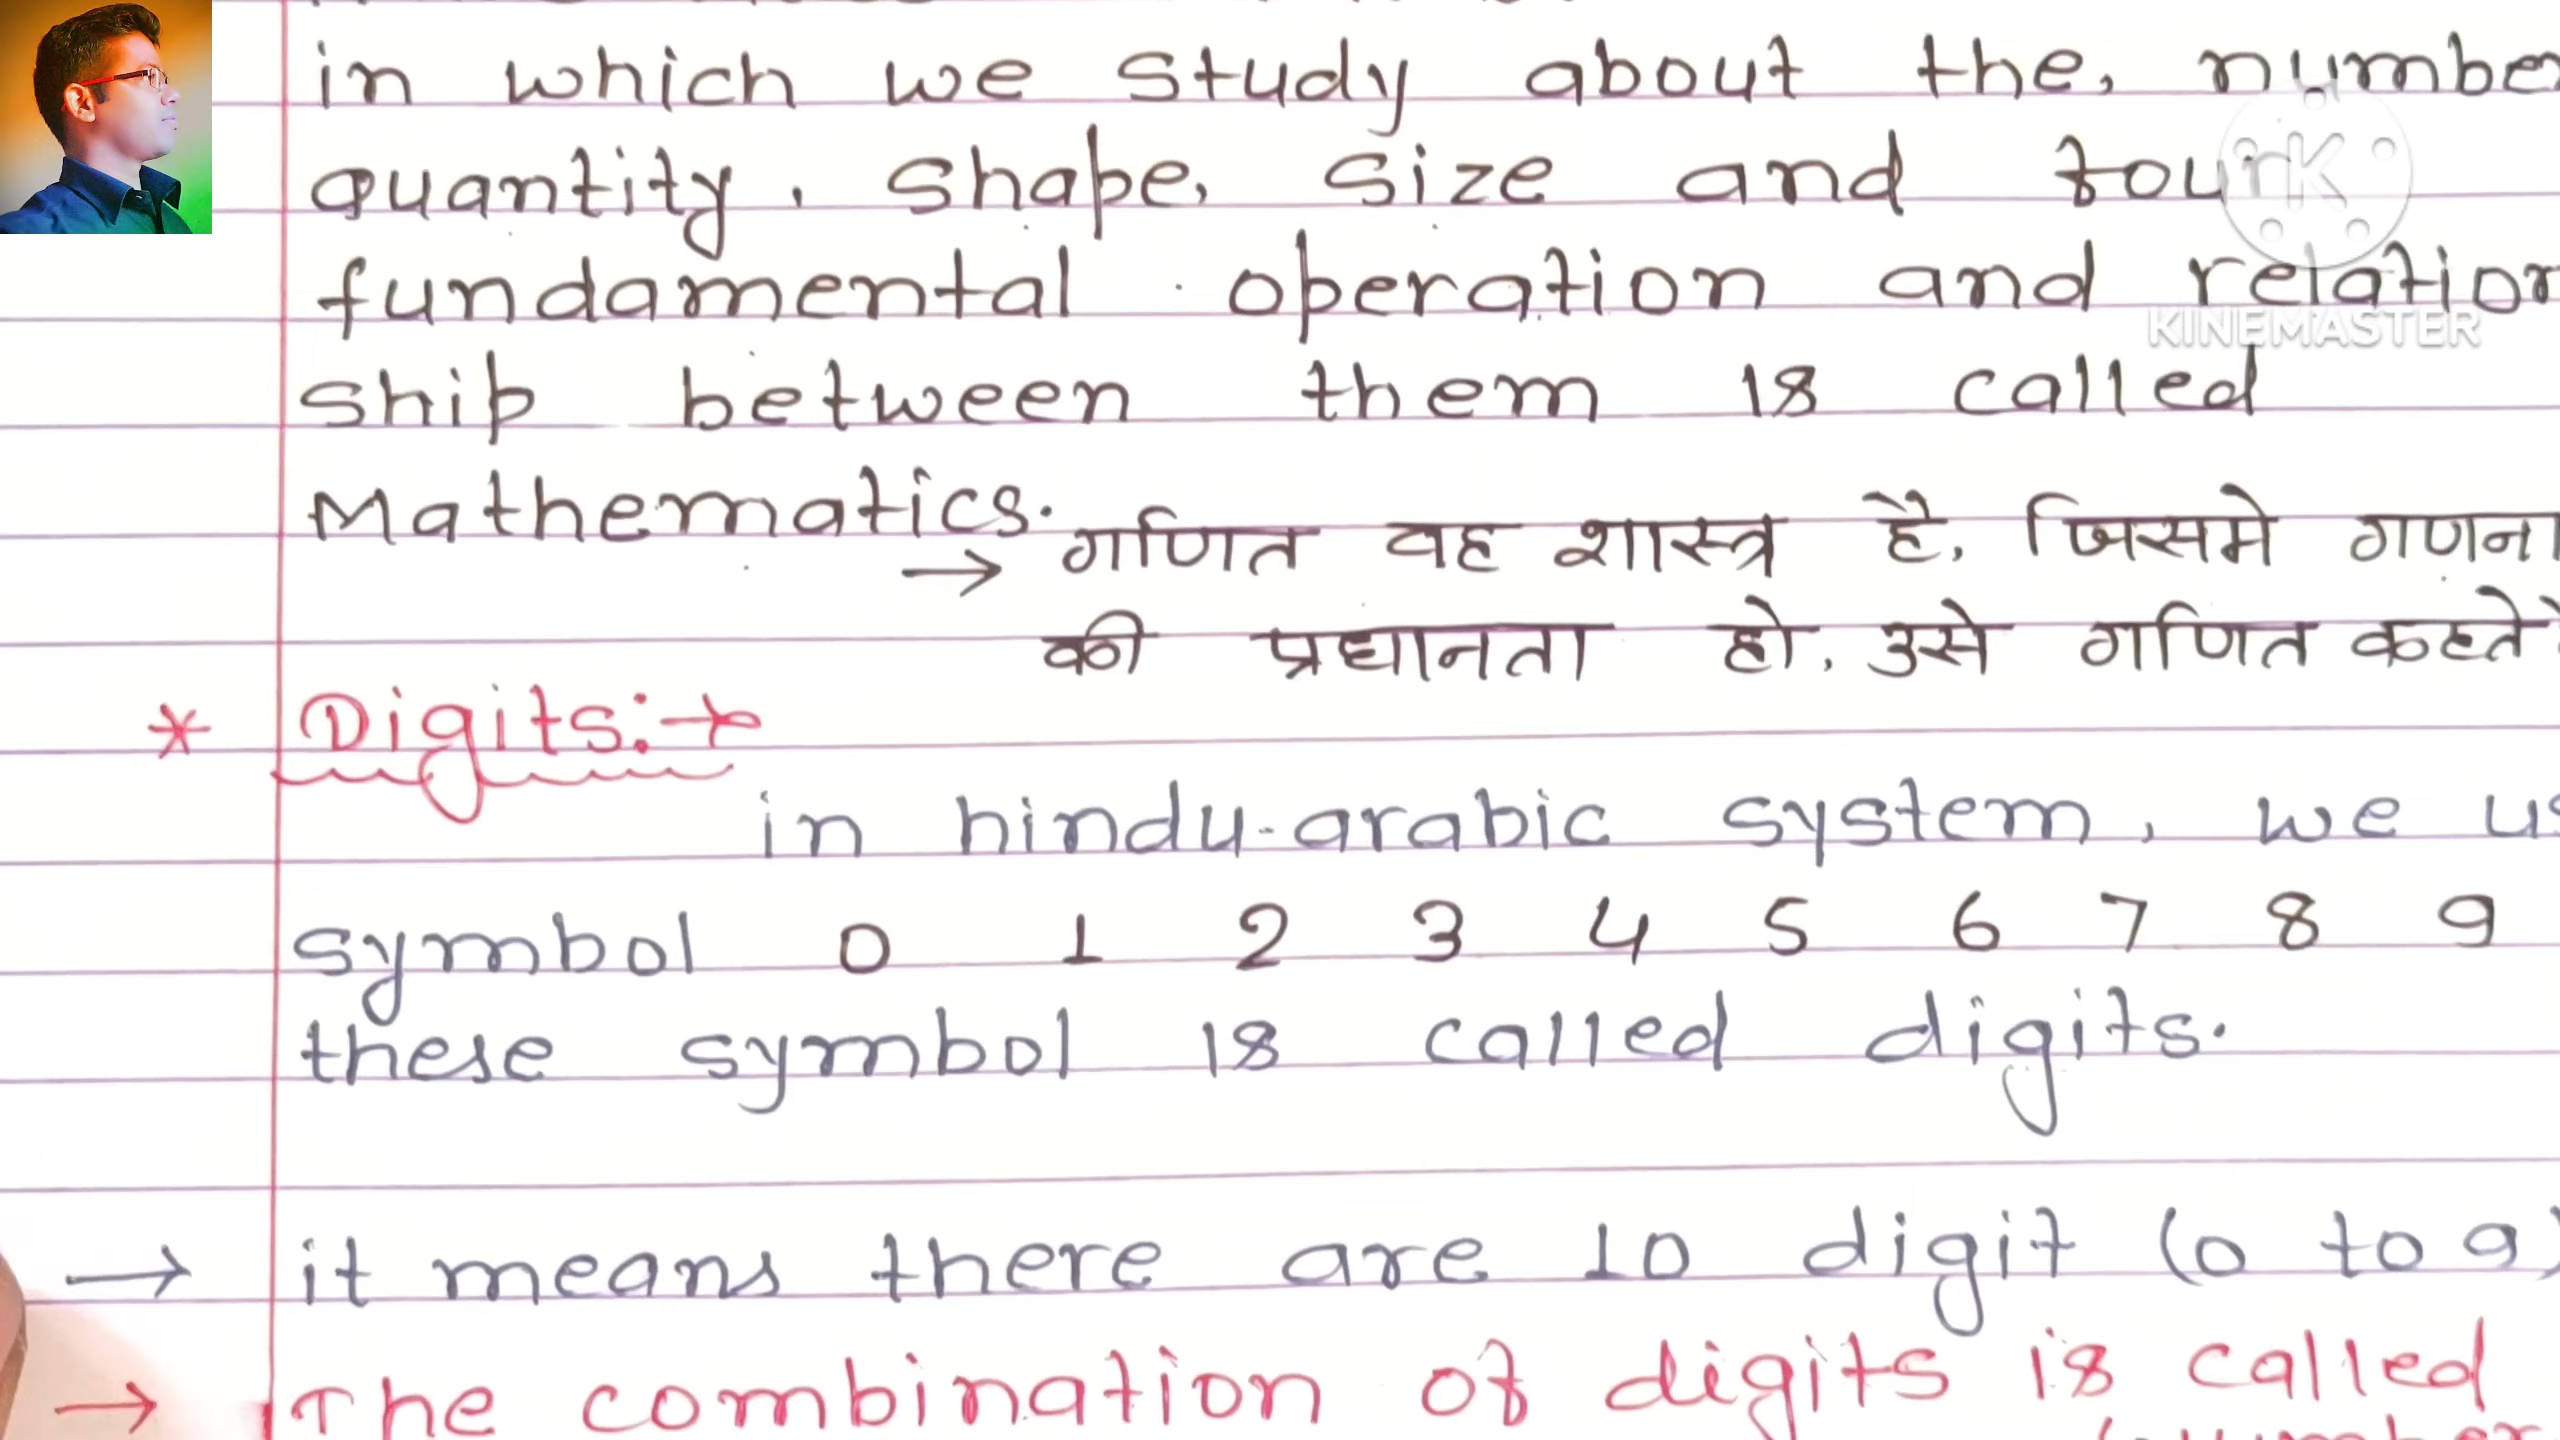 in which we study about the, numbe
quantity, shape, size and four
fundamental operation and relation
ship between them is called
KINEMASTER
Mathematics.
→ गणित वह शास्त्र है, जिसमे गणना
की प्रधानता हो, उसे गणित कहते
* Digits:→
in hindu-arabic system, we us
symbol 0 1 2 3 4 5 6 7 8 9
these symbol is called digits.
→ it means there are 10 digit (0 to 9)
→ The combination of digits is called